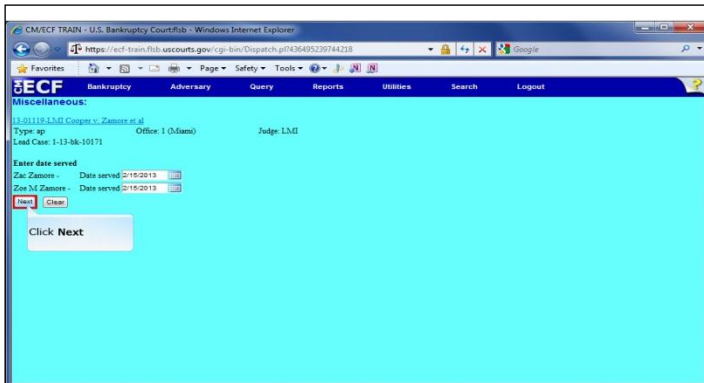 CM/ECF TRAIN - U.S. Bankruptcy Court:flsb - Windows Internet Explorer
https://ecf-train.flsb.uscourts.gov/cgi-bin/Dispatch.pl?436495239744218
Google
Favorites Page Safety Tools
ECF Bankruptcy Adversary Query Reports Utilities Search Logout ?
Miscellaneous:
13-01119-LMI Cooper v. Zamore et al
Type: ap Office: 1 (Miami) Judge: LMI
Lead Case: 1-13-bk-10171
Enter date served
Zac Zamore - Date served 2/15/2013
Zoe M Zamore - Date served 2/15/2013
Next Clear
Click Next